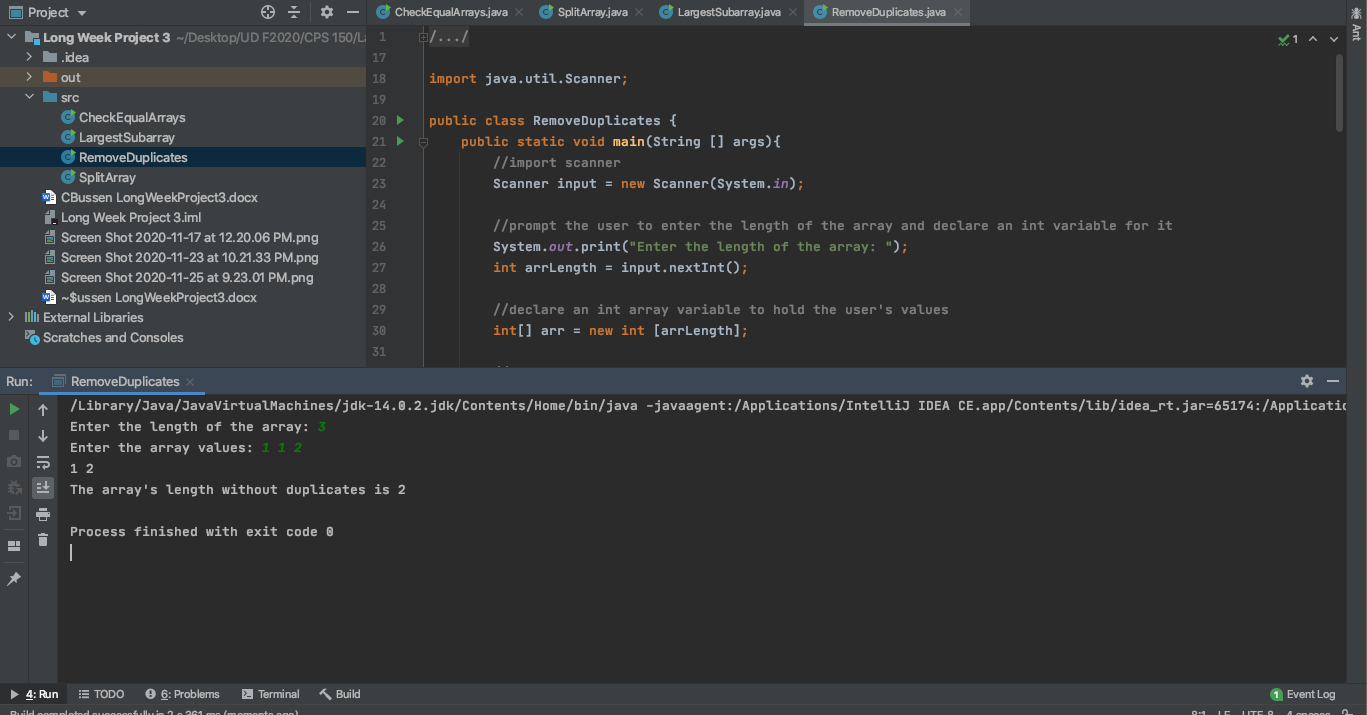 Project
CheckEqualArrays.java
SplitArray.java
LargestSubarray.java
RemoveDuplicates.java
Ant
Long Week Project 3 ~/Desktop/UD F2020/CPS 150/La
.idea
out
src
CheckEqualArrays
LargestSubarray
RemoveDuplicates
SplitArray
CBussen LongWeekProject3.docx
Long Week Project 3.iml
Screen Shot 2020-11-17 at 12.20.06 PM.png
Screen Shot 2020-11-23 at 10.21.33 PM.png
Screen Shot 2020-11-25 at 9.23.01 PM.png
~$ussen LongWeekProject3.docx
External Libraries
Scratches and Consoles
1 /.../
1
17
18 import java.util.Scanner;
19
20 public class RemoveDuplicates {
21 public static void main(String [] args){
22 //import scanner
23 Scanner input = new Scanner(System.in);
24
25 //prompt the user to enter the length of the array and declare an int variable for it
26 System.out.print("Enter the length of the array: ");
27 int arrLength = input.nextInt();
28
29 //declare an int array variable to hold the user's values
30 int[] arr = new int [arrLength];
31
Run: RemoveDuplicates
/Library/Java/JavaVirtualMachines/jdk-14.0.2.jdk/Contents/Home/bin/java -javaagent:/Applications/IntelliJ IDEA CE.app/Contents/lib/idea_rt.jar=65174:/Applicatio
Enter the length of the array: 3
Enter the array values: 1 1 2
1 2
The array's length without duplicates is 2
Process finished with exit code 0
4: Run
TODO
6: Problems
Terminal
Build
1 Event Log
Build completed successfully in 2 s 361 ms (moments ago)
8:1 LF UTF-8 4 spaces